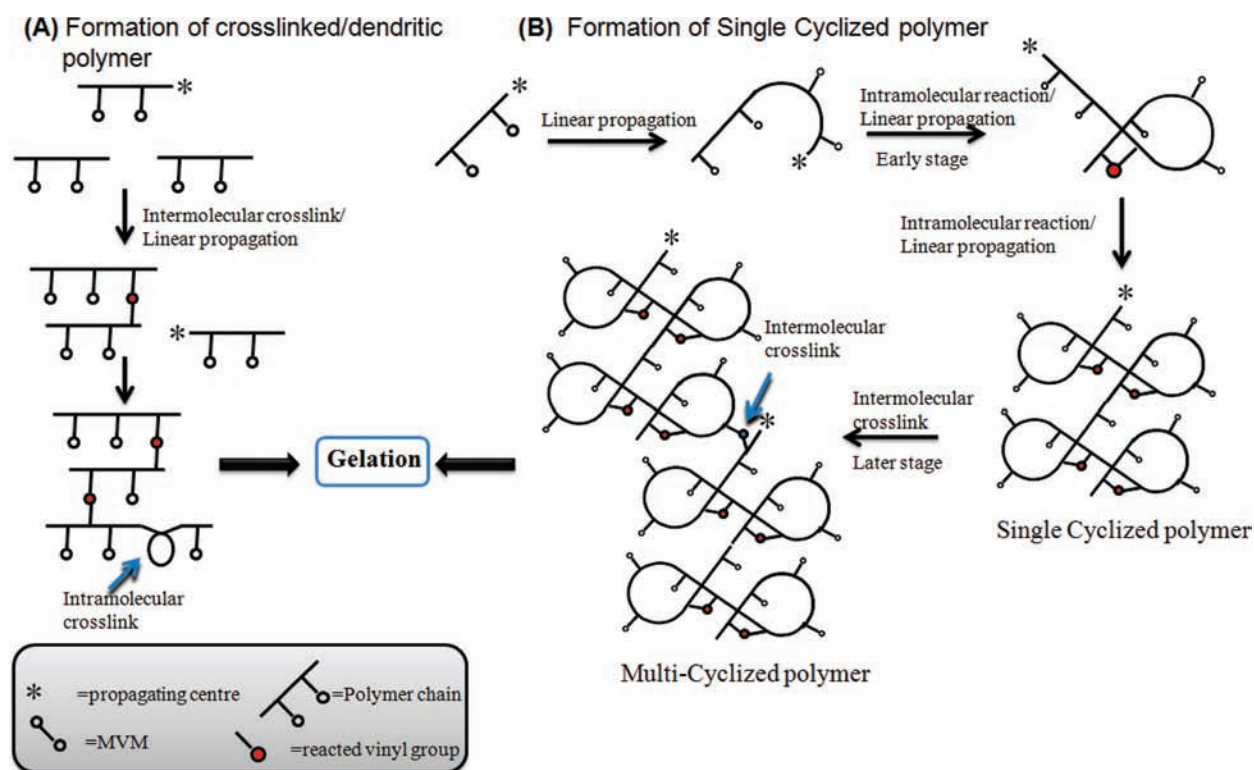 (A) Formation of crosslinked/dendritic
polymer
*
Intermolecular crosslink/
Linear propagation
*
Intramolecular
crosslink
Gelation
(B) Formation of Single Cyclized polymer
*
Linear propagation
*
Intramolecular reaction/
Linear propagation
Early stage
*
Intramolecular reaction/
Linear propagation
*
Single Cyclized polymer
Intermolecular
crosslink
Later stage
*
Intermolecular
crosslink
*
Multi-Cyclized polymer
* =propagating centre
=Polymer chain
=MVM
=reacted vinyl group